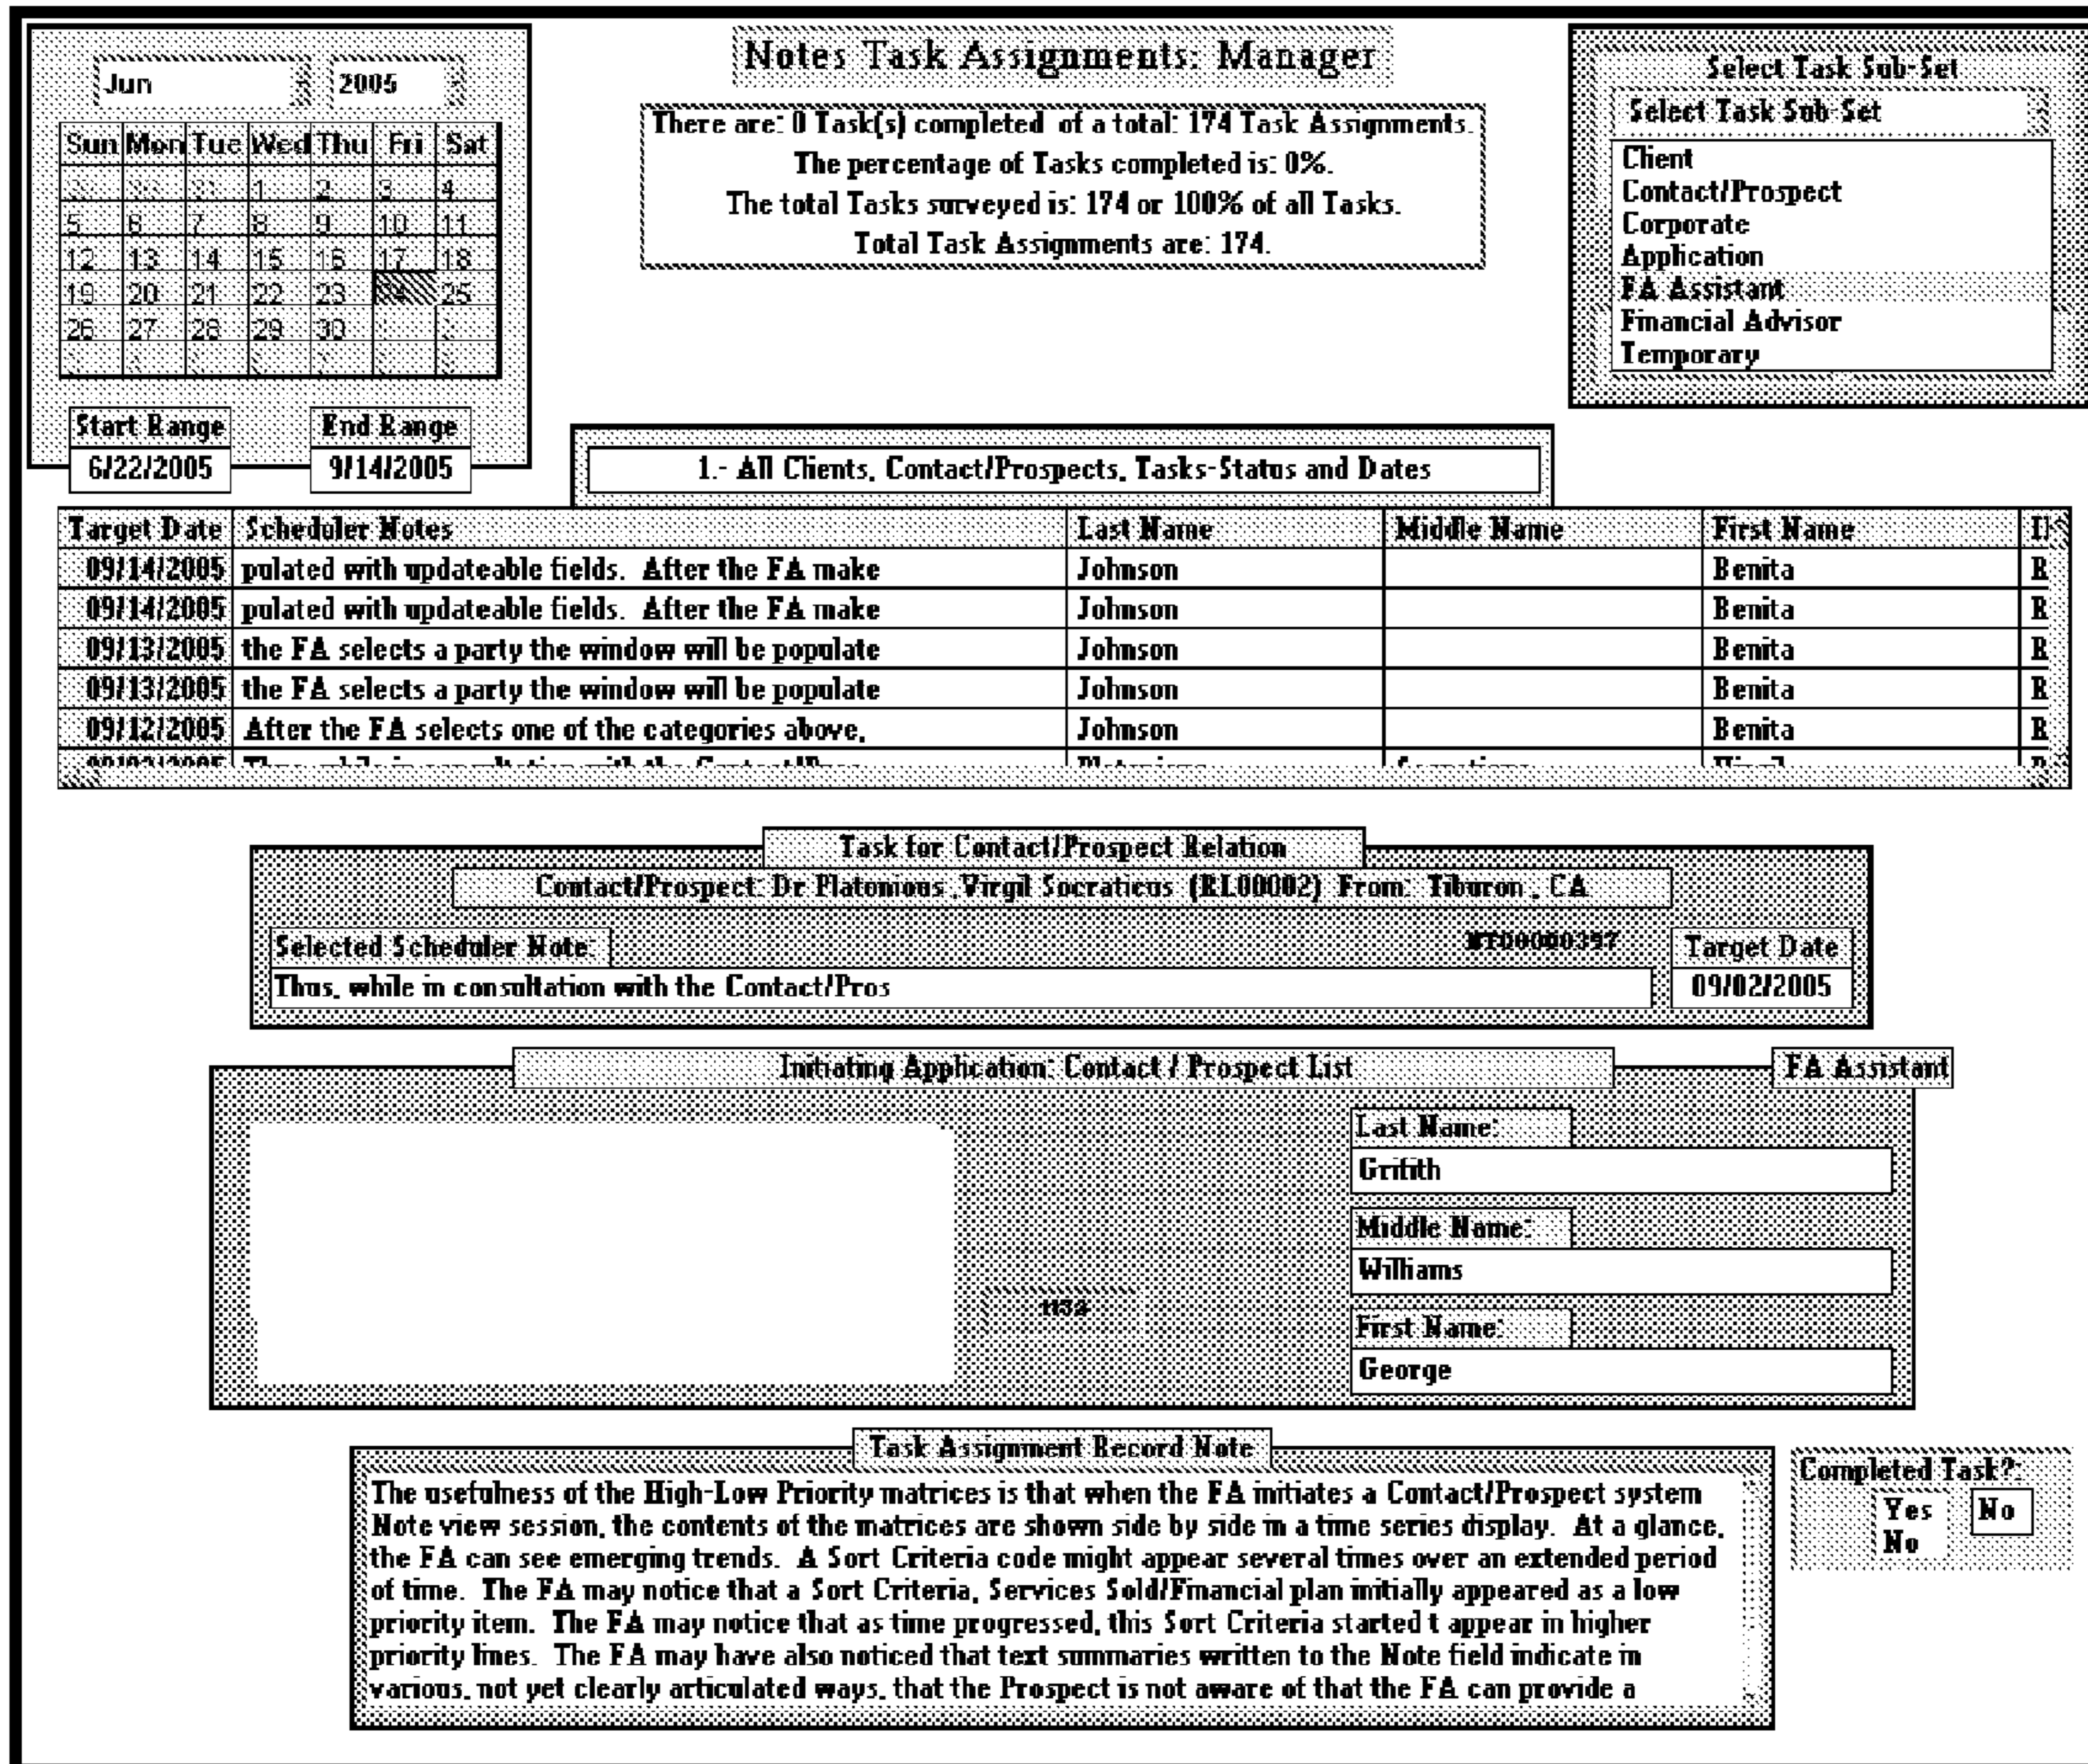 Notes Task Assignments: Manager
Jun 2005
Sun Mon Tue Wed Thu Fri Sat
1 2 3 4
5 6 7 8 9 10 11
12 13 14 15 16 17 18
19 20 21 22 23 24 25
26 27 28 29 30
Start Range End Range
6/22/2005 9/14/2005
There are: 0 Task(s) completed of a total: 174 Task Assignments.
The percentage of Tasks completed is: 0%.
The total Tasks surveyed is: 174 or 100% of all Tasks.
Total Task Assignments are: 174.
Select Task Sub-Set
Select Task Sub-Set
Client
Contact/Prospect
Corporate
Application
FA Assistant
Financial Advisor
Temporary
1.- All Clients, Contact/Prospects, Tasks-Status and Dates
Target Date Scheduler Notes Last Name Middle Name First Name
09/14/2005 pulated with updateable fields. After the FA make Johnson Benita R
09/14/2005 pulated with updateable fields. After the FA make Johnson Benita R
09/13/2005 the FA selects a party the window will be populate Johnson Benita R
09/13/2005 the FA selects a party the window will be populate Johnson Benita R
09/12/2005 After the FA selects one of the categories above, Johnson Benita R
Task for Contact/Prospect Relation
Contact/Prospect: Dr Platonious ,Virgil Socraticus (RL00002) From: Tiburon , CA
Selected Scheduler Note: NT00000397 Target Date
Thus, while in consultation with the Contact/Pros 09/02/2005
Initiating Application: Contact / Prospect List FA Assistant
Last Name:
Grifith
Middle Name:
Williams
First Name:
George
Task Assignment Record Note
The usefulness of the High-Low Priority matrices is that when the FA initiates a Contact/Prospect system
Note view session, the contents of the matrices are shown side by side in a time series display. At a glance,
the FA can see emerging trends. A Sort Criteria code might appear several times over an extended period
of time. The FA may notice that a Sort Criteria, Services Sold/Financial plan initially appeared as a low
priority item. The FA may notice that as time progressed, this Sort Criteria started t appear in higher
priority lines. The FA may have also noticed that text summaries written to the Note field indicate in
various, not yet clearly articulated ways, that the Prospect is not aware of that the FA can provide a
Completed Task?:
Yes No
No